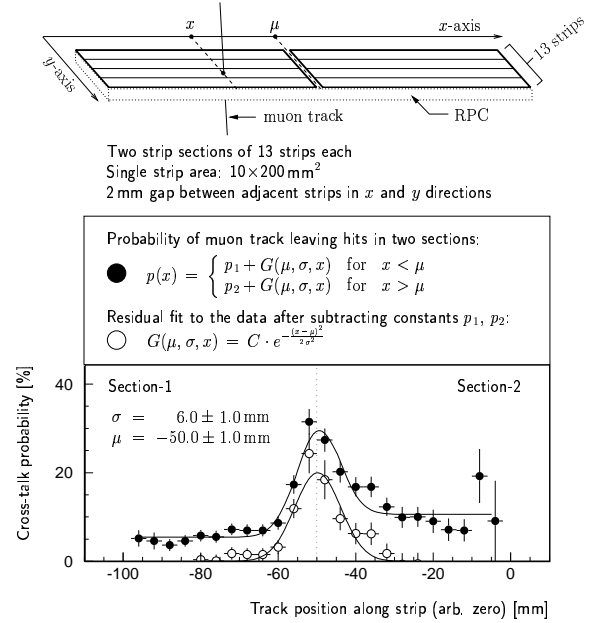 x
μ
x-axis
13 strips
y-axis
muon track
RPC
Two strip sections of 13 strips each
Single strip area: 10×200 mm²
2 mm gap between adjacent strips in x and y directions
Probability of muon track leaving hits in two sections:
p(x) = { p₁ + G(μ, σ, x) for x < μ
p₂ + G(μ, σ, x) for x > μ
Residual fit to the data after subtracting constants p₁, p₂:
G(μ, σ, x) = C · e^{-(x-μ)²/2σ²}
Section-1
Section-2
σ = 6.0 ± 1.0 mm
μ = −50.0 ± 1.0 mm
Cross-talk probability [%]
40
20
0
-100
-80
-60
-40
-20
0
Track position along strip (arb. zero) [mm]